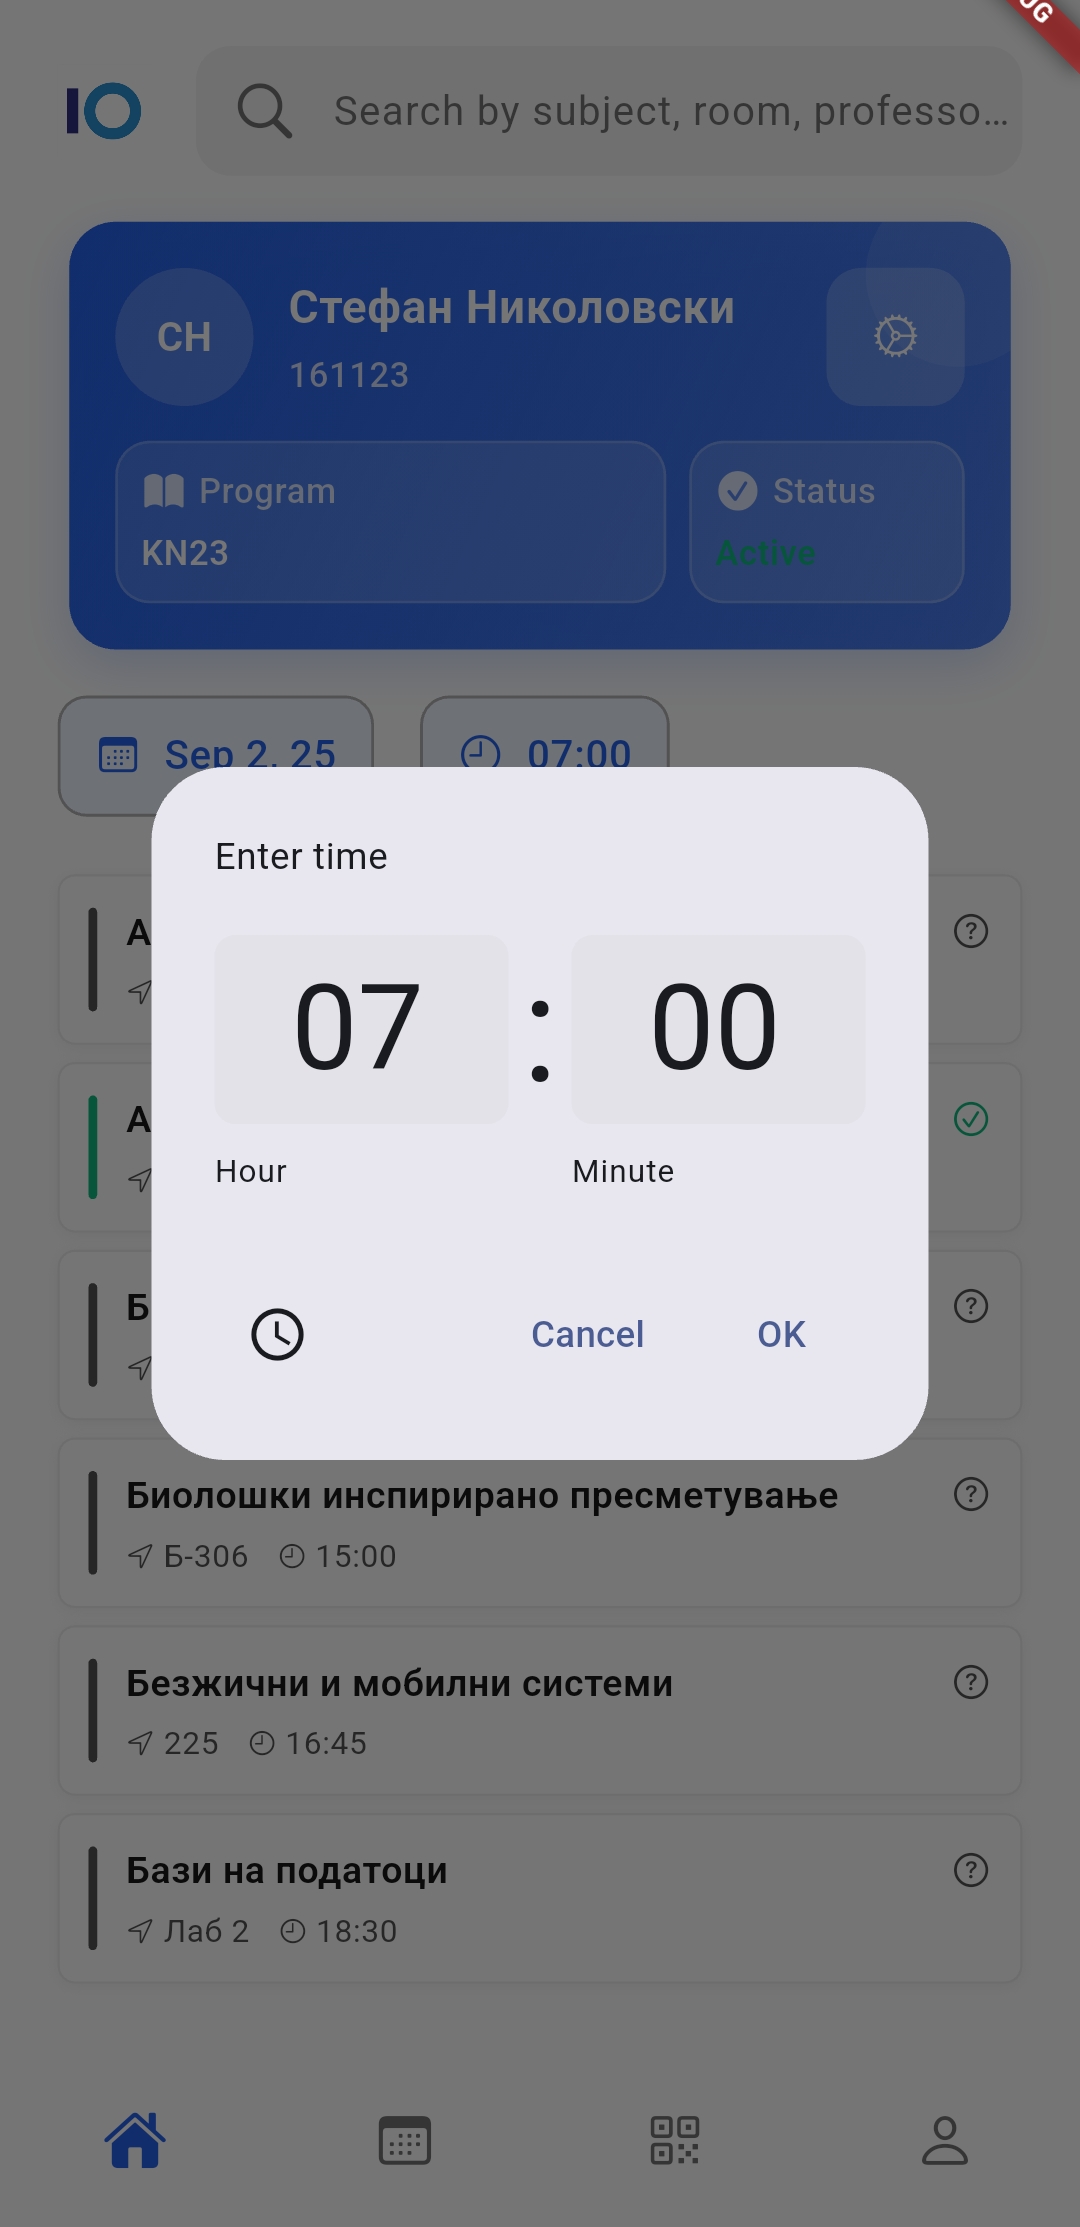 UG
IO
Search by subject, room, professo...
СН
Стефан Николовски
161123
Program
KN23
Status
Active
Sep 2, 25
07:00
Enter time
07 : 00
Hour
Minute
Cancel
OK
А
?
А
Б
?
Биолошки инспирирано пресметување
?
Б-306
15:00
Безжични и мобилни системи
?
225
16:45
Бази на податоци
?
Лаб 2
18:30